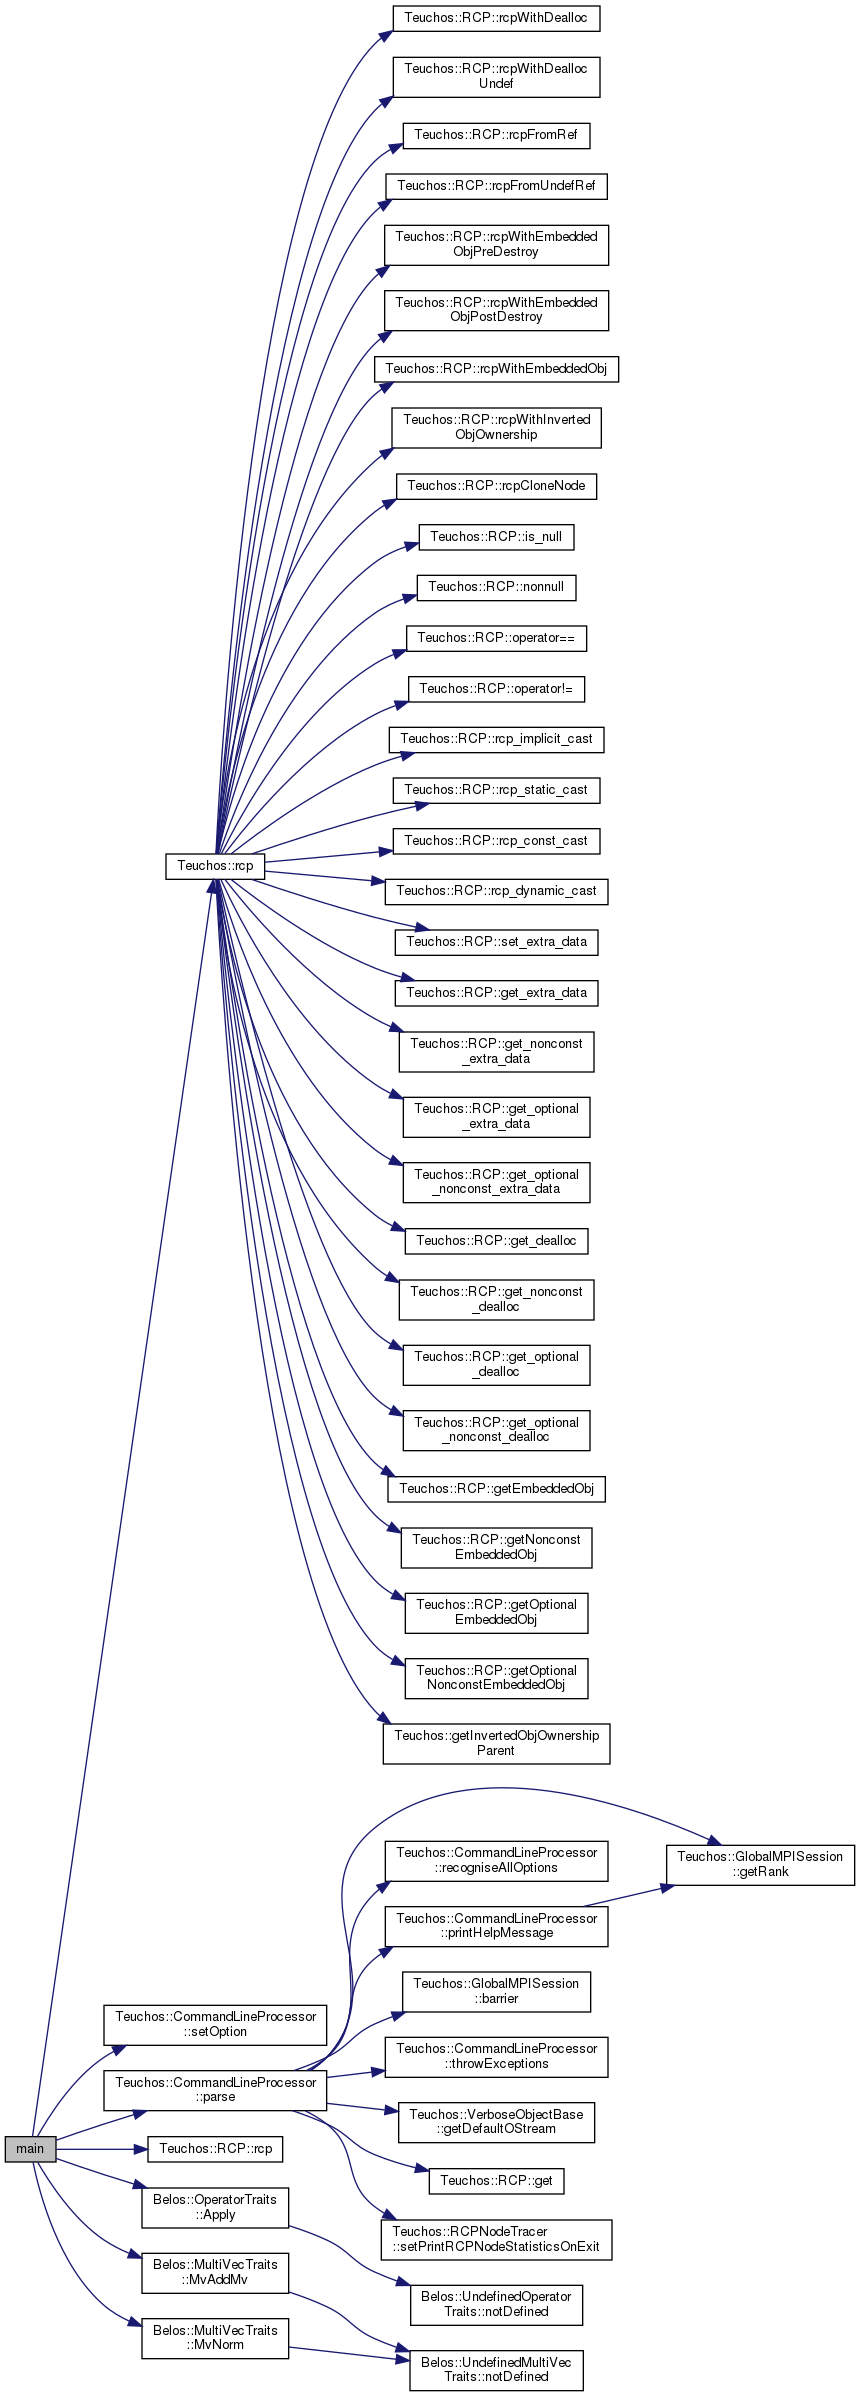 Teuchos::RCP::rcpWithDealloc
Teuchos::RCP::rcpWithDealloc
Undef
Teuchos::RCP::rcpFromRef
Teuchos::RCP::rcpFromUndefRef
Teuchos::RCP::rcpWithEmbedded
ObjPreDestroy
Teuchos::RCP::rcpWithEmbedded
ObjPostDestroy
Teuchos::RCP::rcpWithEmbeddedObj
Teuchos::RCP::rcpWithInverted
ObjOwnership
Teuchos::RCP::rcpCloneNode
Teuchos::RCP::is_null
Teuchos::RCP::nonnull
Teuchos::RCP::operator==
Teuchos::RCP::operator!=
Teuchos::RCP::rcp_implicit_cast
Teuchos::RCP::rcp_static_cast
Teuchos::RCP::rcp_const_cast
Teuchos::rcp
Teuchos::RCP::rcp_dynamic_cast
Teuchos::RCP::set_extra_data
Teuchos::RCP::get_extra_data
Teuchos::RCP::get_nonconst
_extra_data
Teuchos::RCP::get_optional
_extra_data
Teuchos::RCP::get_optional
_nonconst_extra_data
Teuchos::RCP::get_dealloc
Teuchos::RCP::get_nonconst
_dealloc
Teuchos::RCP::get_optional
_dealloc
Teuchos::RCP::get_optional
_nonconst_dealloc
Teuchos::RCP::getEmbeddedObj
Teuchos::RCP::getNonconst
EmbeddedObj
Teuchos::RCP::getOptional
EmbeddedObj
Teuchos::RCP::getOptional
NonconstEmbeddedObj
Teuchos::getInvertedObjOwnership
Parent
Teuchos::CommandLineProcessor
::recogniseAllOptions
Teuchos::GlobalMPISession
::getRank
Teuchos::CommandLineProcessor
::printHelpMessage
Teuchos::GlobalMPISession
::barrier
Teuchos::CommandLineProcessor
::setOption
Teuchos::CommandLineProcessor
::throwExceptions
Teuchos::CommandLineProcessor
::parse
Teuchos::VerboseObjectBase
::getDefaultOStream
main
Teuchos::RCP::rcp
Teuchos::RCP::get
Belos::OperatorTraits
::Apply
Teuchos::RCPNodeTracer
::setPrintRCPNodeStatisticsOnExit
Belos::MultiVecTraits
::MvAddMv
Belos::UndefinedOperator
Traits::notDefined
Belos::MultiVecTraits
::MvNorm
Belos::UndefinedMultiVec
Traits::notDefined